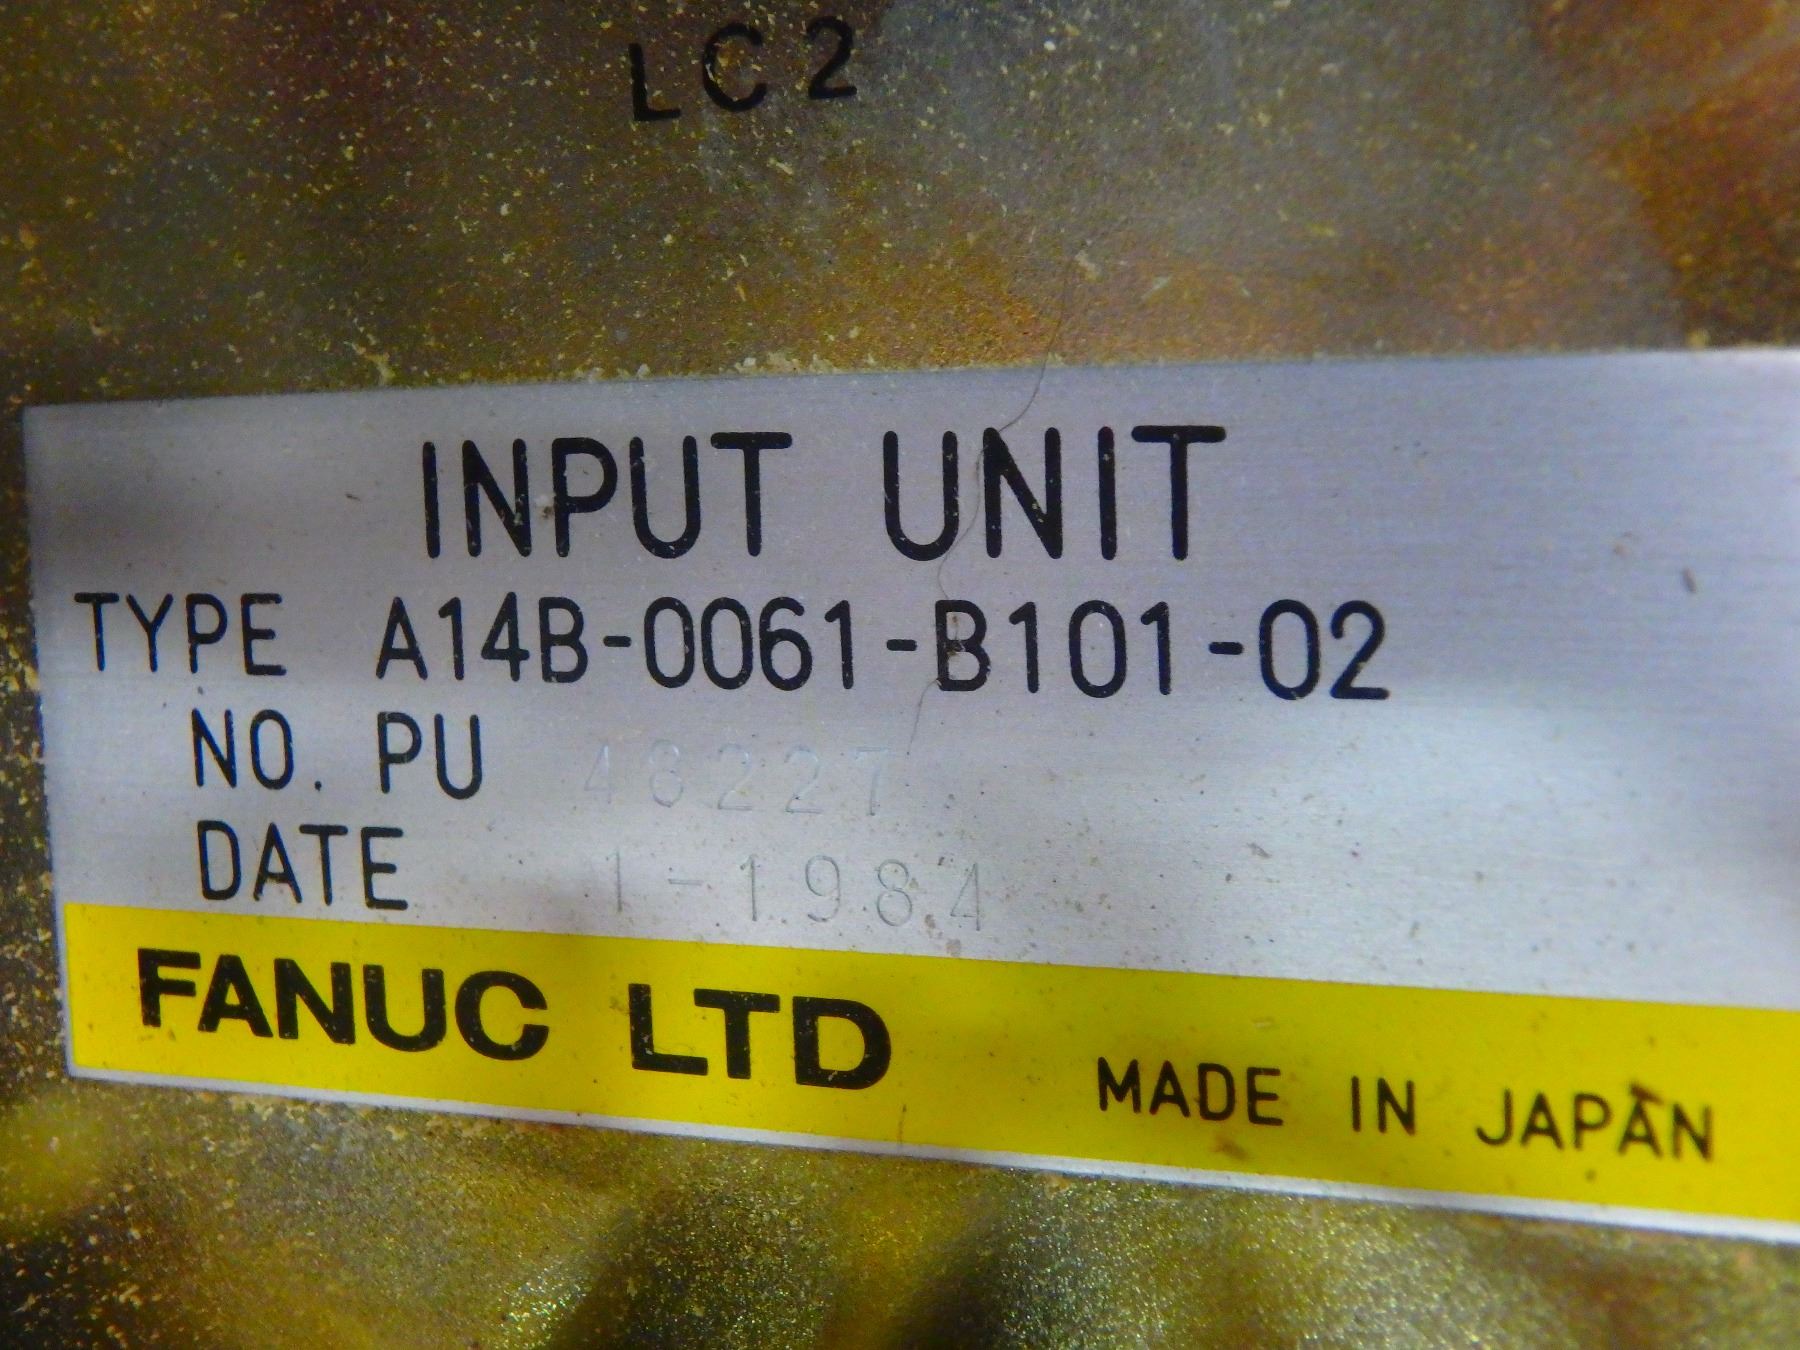 LC2
INPUT UNIT
TYPE A14B-0061-B101-02
NO. PU 48227
DATE 1-1984
FANUC LTD
MADE IN JAPAN